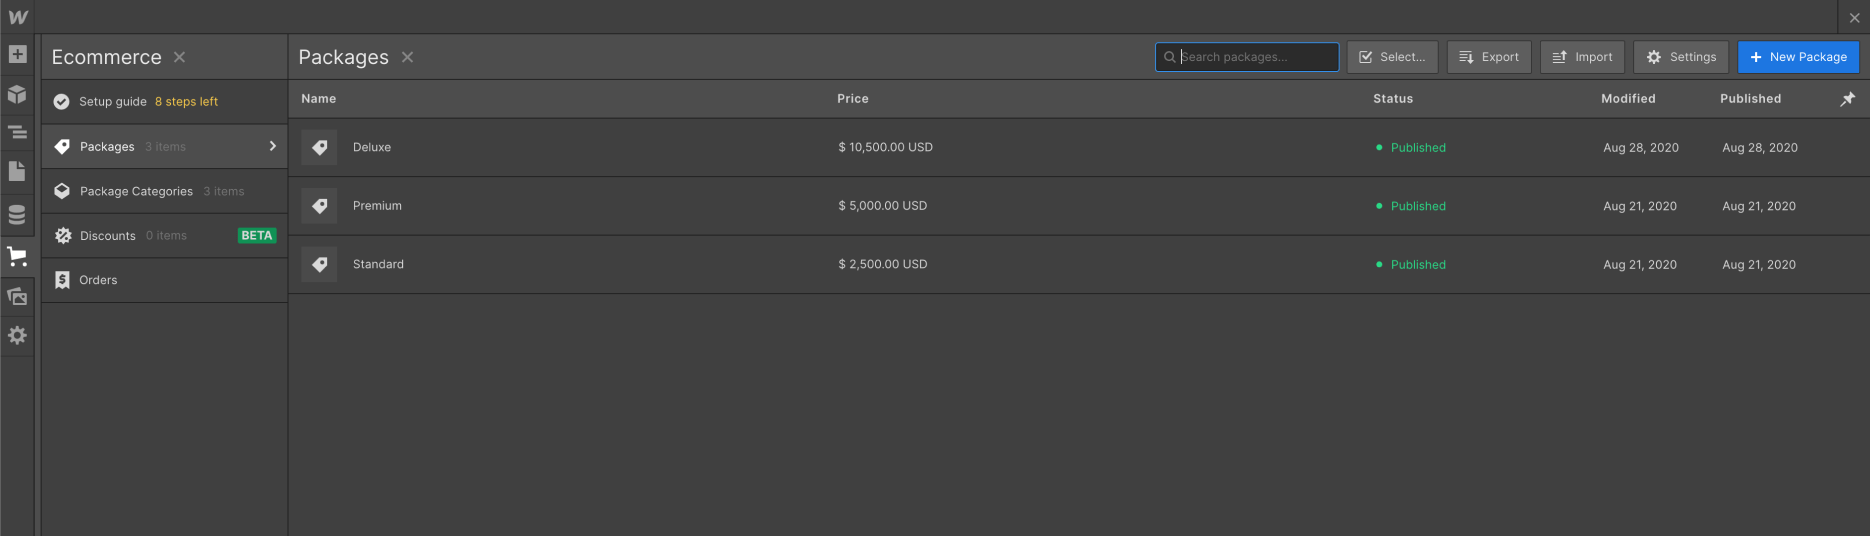 W
Ecommerce
Packages
Search packages...
Select...
Export
Import
Settings
New Package
Setup guide 8 steps left
Packages 3 items
Package Categories 3 items
Discounts 0 items BETA
Orders
Name Price Status Modified Published
Deluxe $ 10,500.00 USD Published Aug 28, 2020 Aug 28, 2020
Premium $ 5,000.00 USD Published Aug 21, 2020 Aug 21, 2020
Standard $ 2,500.00 USD Published Aug 21, 2020 Aug 21, 2020